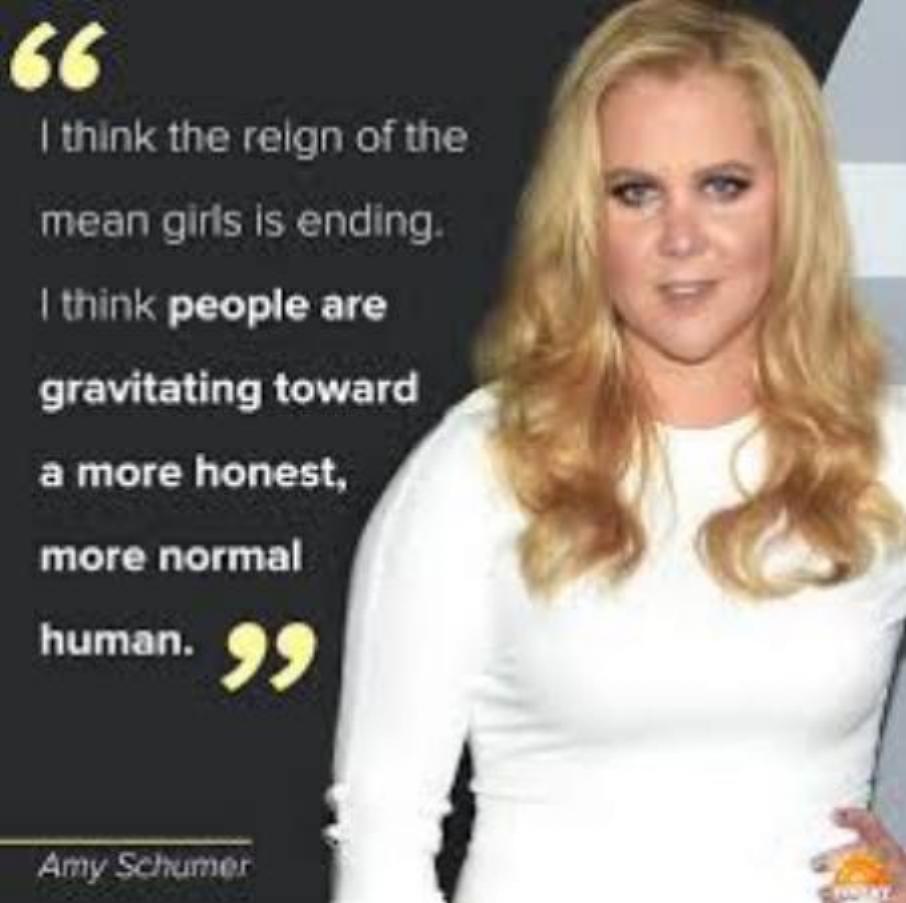 I think the reign of the
mean girls is ending.
I think people are
gravitating toward
a more honest,
more normal
human.
Amy Schumer
TODAY